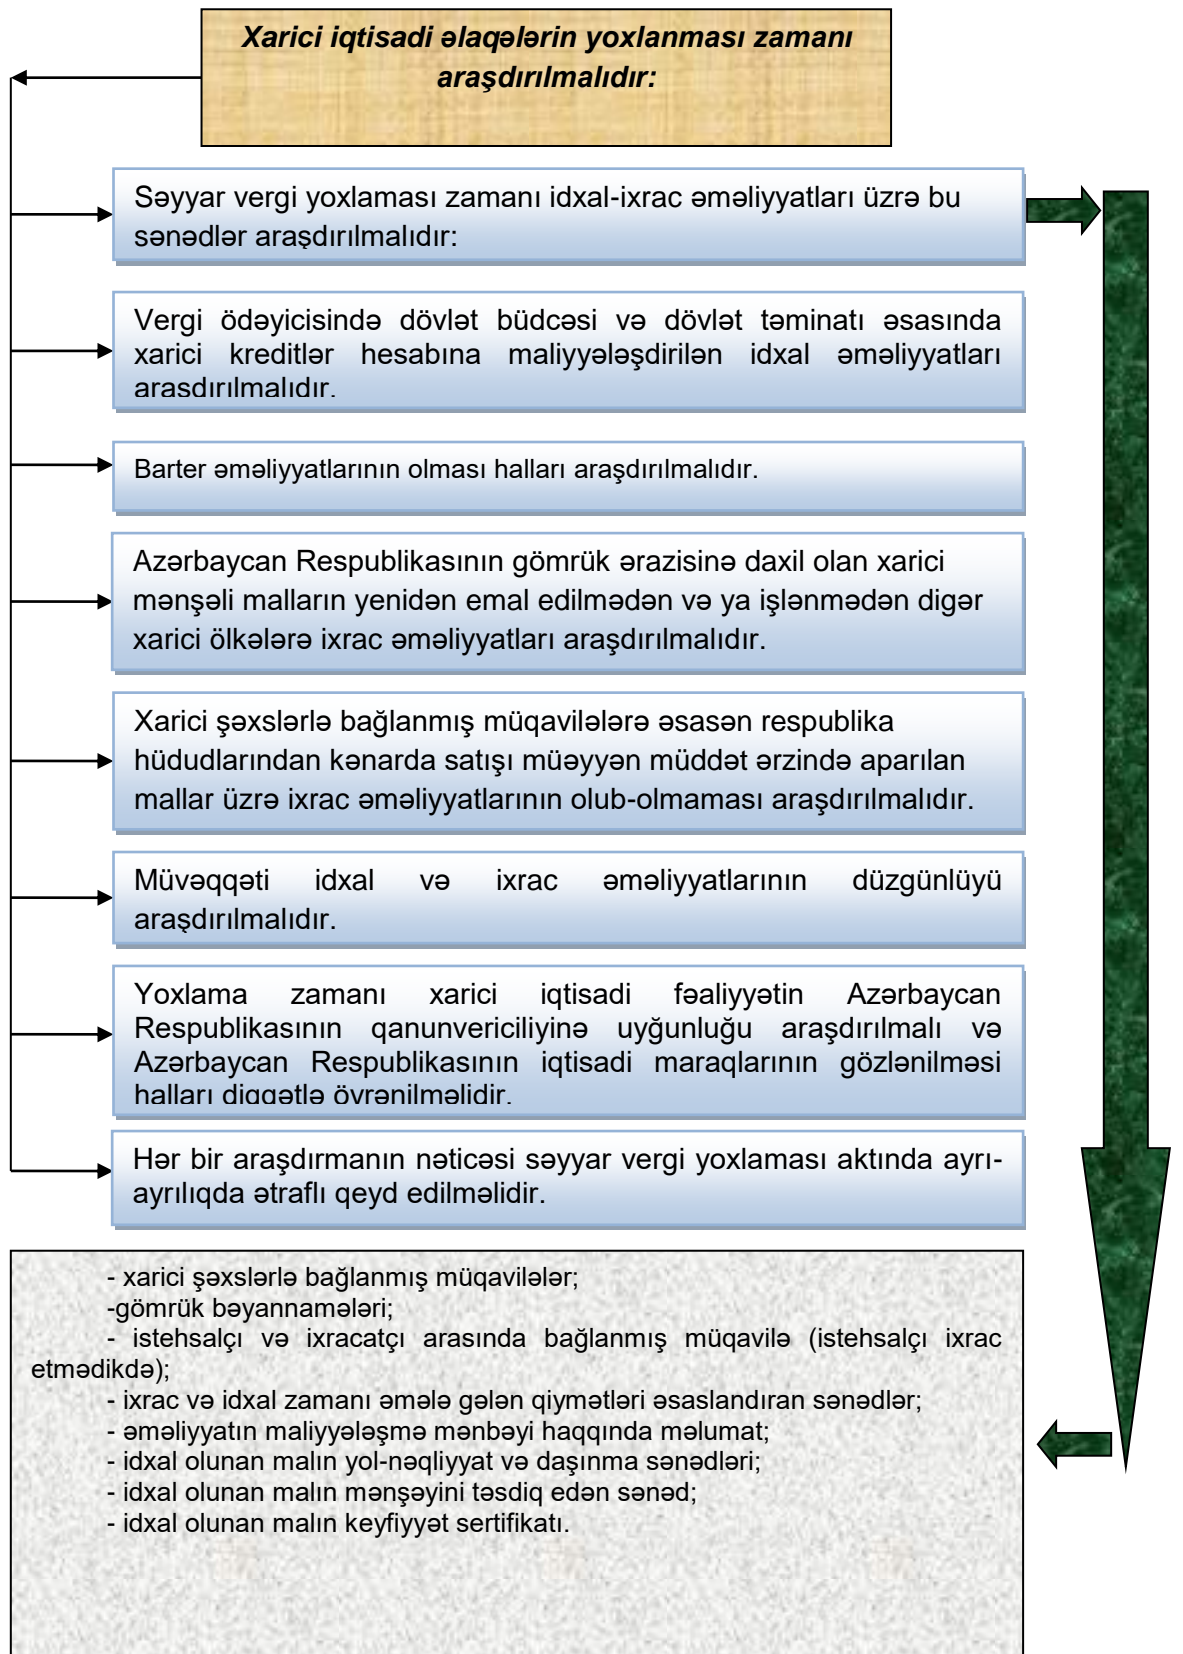 Xarici iqtisadi əlaqələrin yoxlanması zamanı
araşdırılmalıdır:
Səyyar vergi yoxlaması zamanı idxal-ixrac əməliyyatları üzrə bu
sənədlər araşdırılmalıdır:
Vergi ödəyicisində dövlət büdcəsi və dövlət təminatı əsasında
xarici kreditlər hesabına maliyyələşdirilən idxal əməliyyatları
araşdırılmalıdır.
Barter əməliyyatlarının olması halları araşdırılmalıdır.
Azərbaycan Respublikasının gömrük ərazisinə daxil olan xarici
mənşəli malların yenidən emal edilmədən və ya işlənmədən digər
xarici ölkələrə ixrac əməliyyatları araşdırılmalıdır.
Xarici şəxslərlə bağlanmış müqavilələrə əsasən respublika
hüdudlarından kənarda satışı müəyyən müddət ərzində aparılan
mallar üzrə ixrac əməliyyatlarının olub-olmaması araşdırılmalıdır.
Müvəqqəti idxal və ixrac əməliyyatlarının düzgünlüyü
araşdırılmalıdır.
Yoxlama zamanı xarici iqtisadi fəaliyyətin Azərbaycan
Respublikasının qanunvericiliyinə uyğunluğu araşdırılmalı və
Azərbaycan Respublikasının iqtisadi maraqlarının gözlənilməsi
halları diqqətlə öyrənilməlidir.
Hər bir araşdırmanın nəticəsi səyyar vergi yoxlaması aktında ayrı-
ayrılıqda ətraflı qeyd edilməlidir.
- xarici şəxslərlə bağlanmış müqavilələr;
-gömrük bəyannamələri;
- istehsalçı və ixracatçı arasında bağlanmış müqavilə (istehsalçı ixrac
etmədikdə);
- ixrac və idxal zamanı əmələ gələn qiymətləri əsaslandıran sənədlər;
- əməliyyatın maliyyələşmə mənbəyi haqqında məlumat;
- idxal olunan malın yol-nəqliyyat və daşınma sənədləri;
- idxal olunan malın mənşəyini təsdiq edən sənəd;
- idxal olunan malın keyfiyyət sertifikatı.